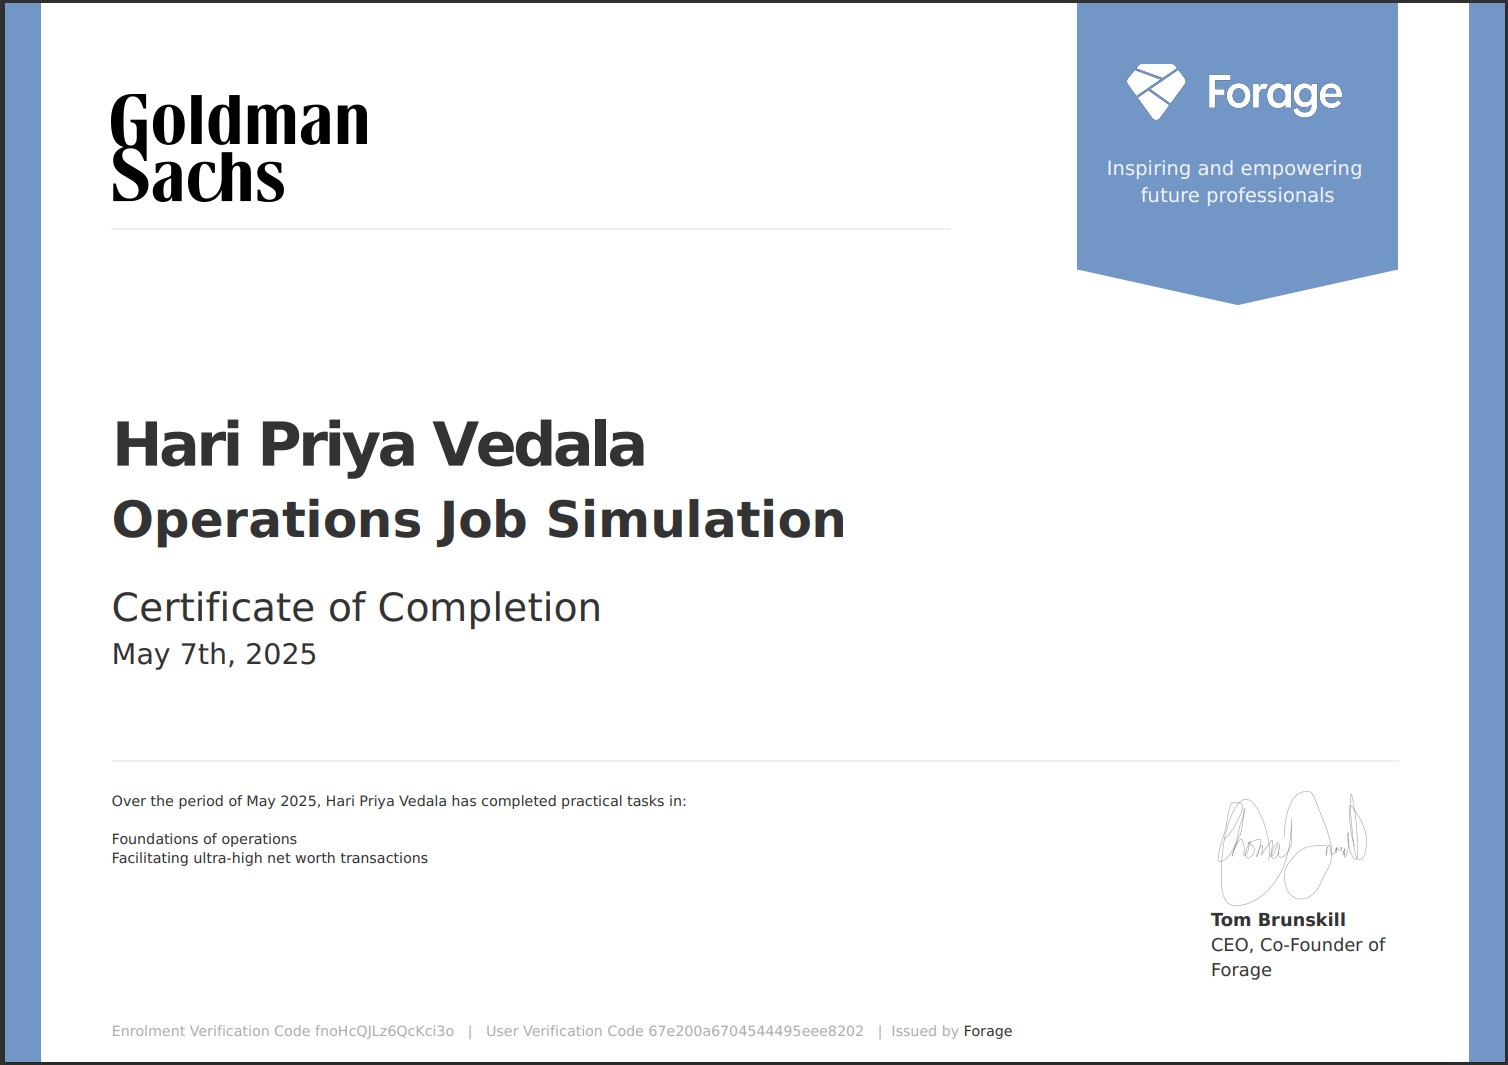 Goldman
Sachs
Forage
Inspiring and empowering
future professionals
Hari Priya Vedala
Operations Job Simulation
Certificate of Completion
May 7th, 2025
Over the period of May 2025, Hari Priya Vedala has completed practical tasks in:
Foundations of operations
Facilitating ultra-high net worth transactions
Tom Brunskill
CEO, Co-Founder of
Forage
Enrolment Verification Code fnoHcQJLz6QcKci3o | User Verification Code 67e200a6704544495eee8202 | Issued by Forage